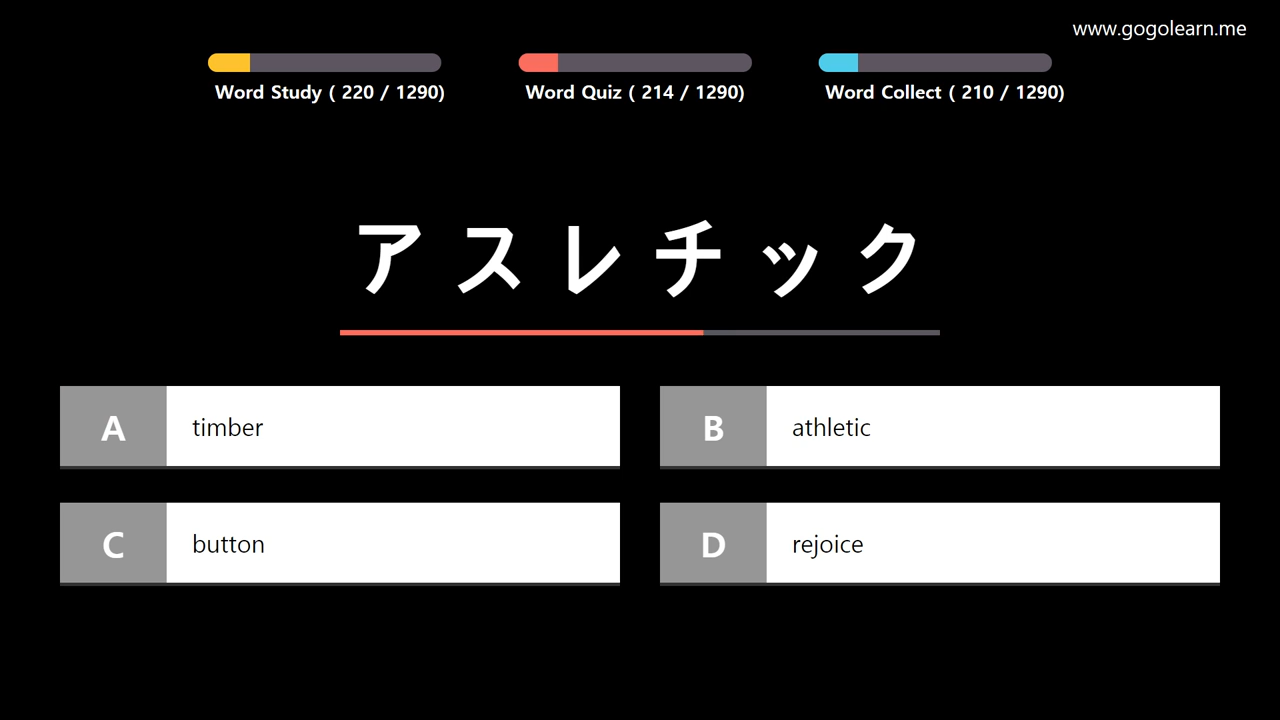 www.gogolearn.me
Word Study ( 220 / 1290)
Word Quiz ( 214 / 1290)
Word Collect ( 210 / 1290)
アスレチック
A timber
B athletic
C button
D rejoice